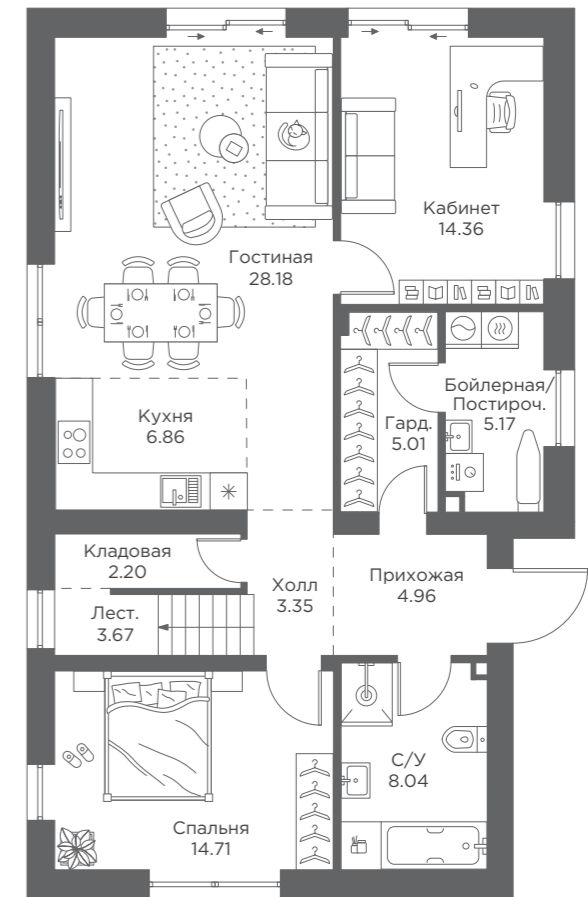 Кабинет
14.36
Гостиная
28.18
Бойлерная/
Постироч.
5.17
Гард.
5.01
Кухня
6.86
Кладовая
2.20
Холл
3.35
Прихожая
4.96
Лест.
3.67
С/У
8.04
Спальня
14.71